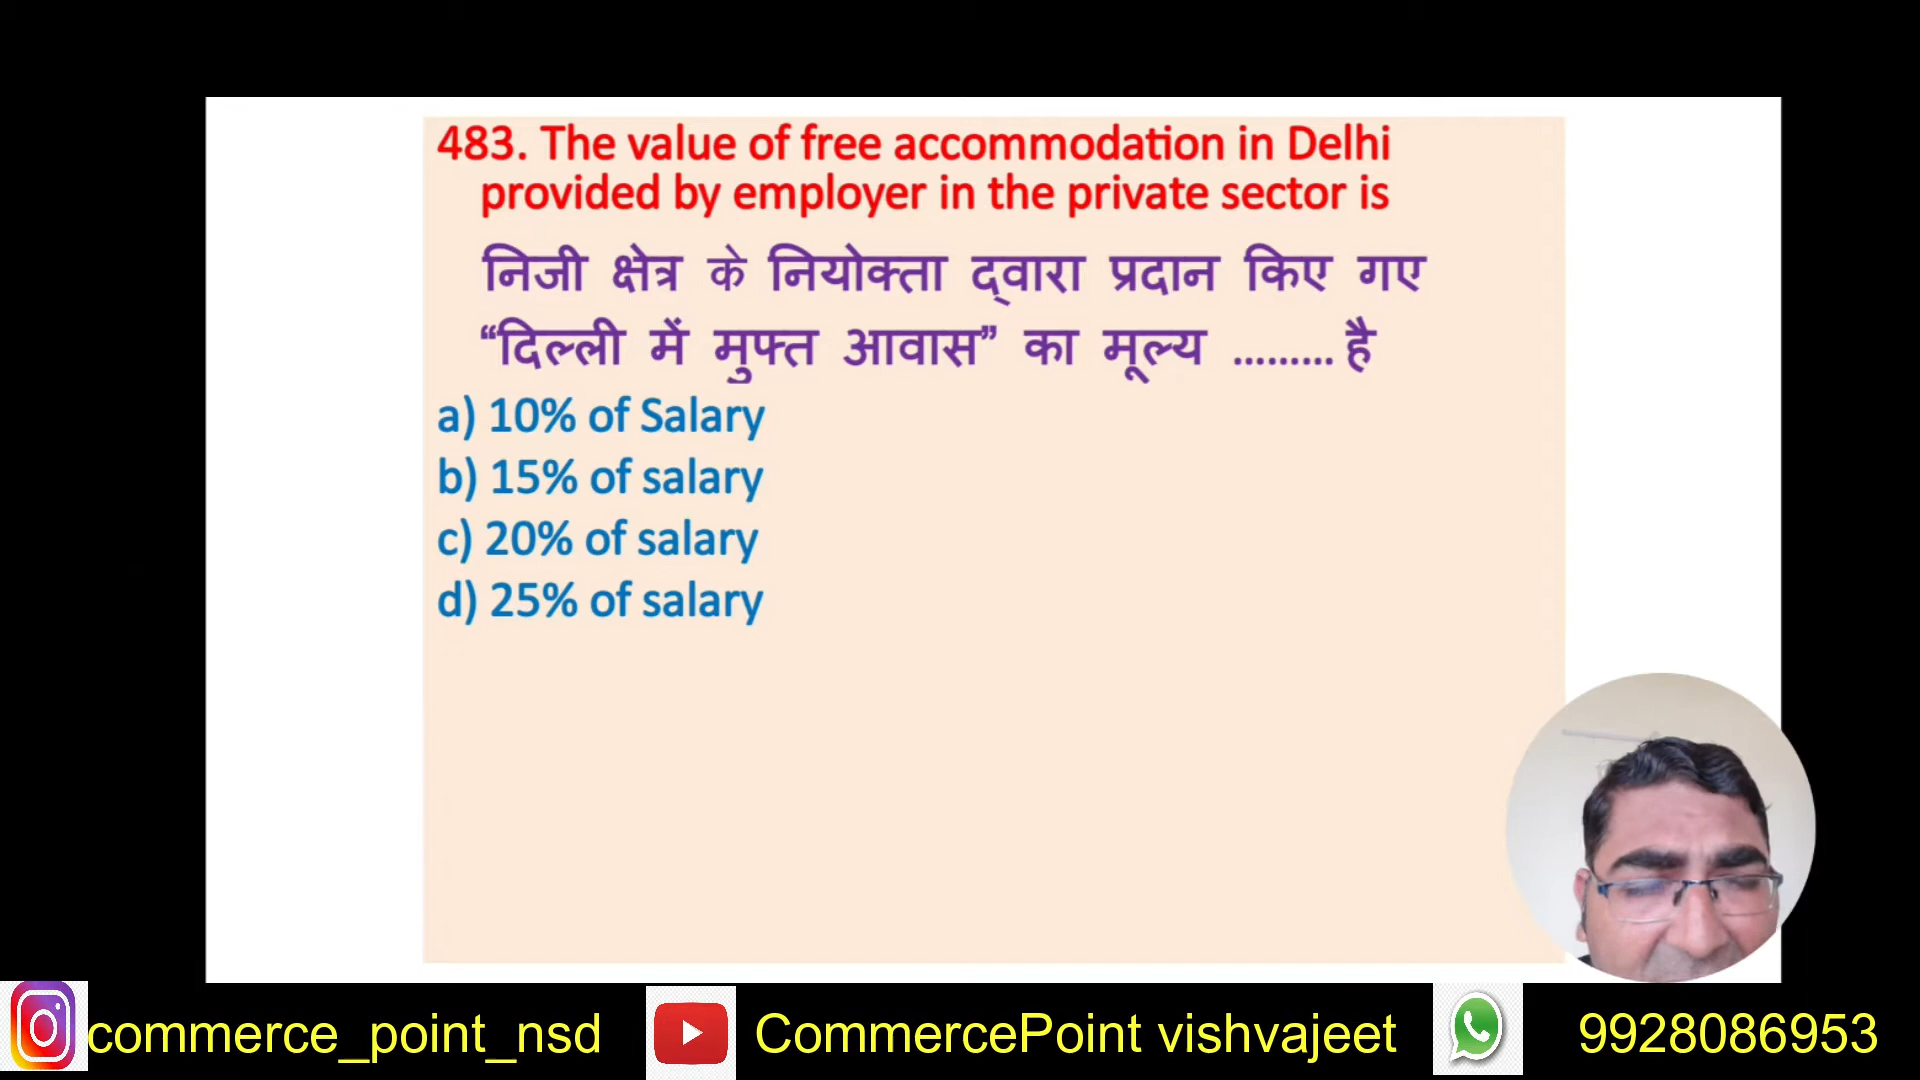 483. The value of free accommodation in Delhi
provided by employer in the private sector is
निजी क्षेत्र के नियोक्ता द्वारा प्रदान किए गए
“दिल्ली में मुफ्त आवास” का मूल्य ......... है
a) 10% of Salary
b) 15% of salary
c) 20% of salary
d) 25% of salary
commerce_point_nsd
CommercePoint vishvajeet
9928086953